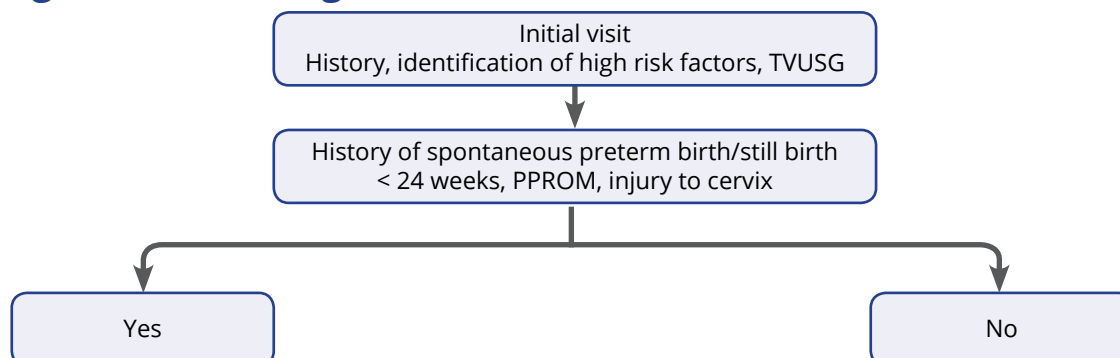 Initial visit
History, identification of high risk factors, TVUSG
History of spontaneous preterm birth/still birth
< 24 weeks, PPROM, injury to cervix
Yes
No